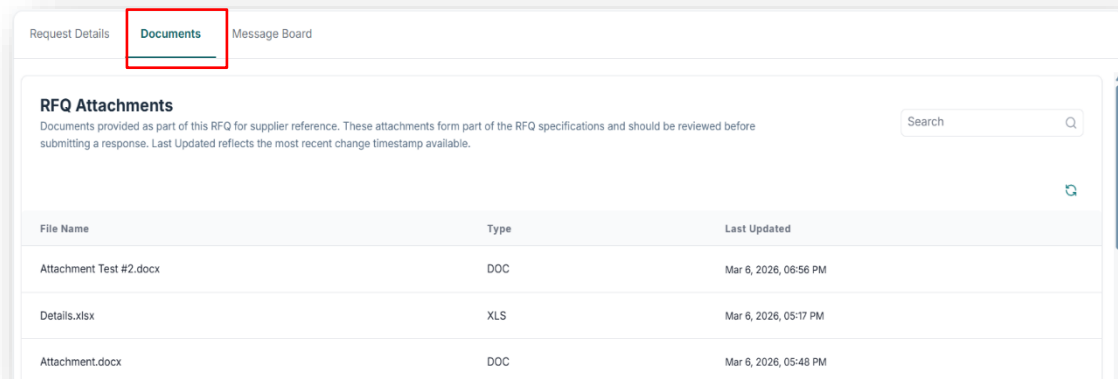 Request Details Documents Message Board
RFQ Attachments
Documents provided as part of this RFQ for supplier reference. These attachments form part of the RFQ specifications and should be reviewed before
submitting a response. Last Updated reflects the most recent change timestamp available.
Search
File Name Type Last Updated
Attachment Test #2.docx DOC Mar 6, 2026, 06:56 PM
Details.xlsx XLS Mar 6, 2026, 05:17 PM
Attachment.docx DOC Mar 6, 2026, 05:48 PM